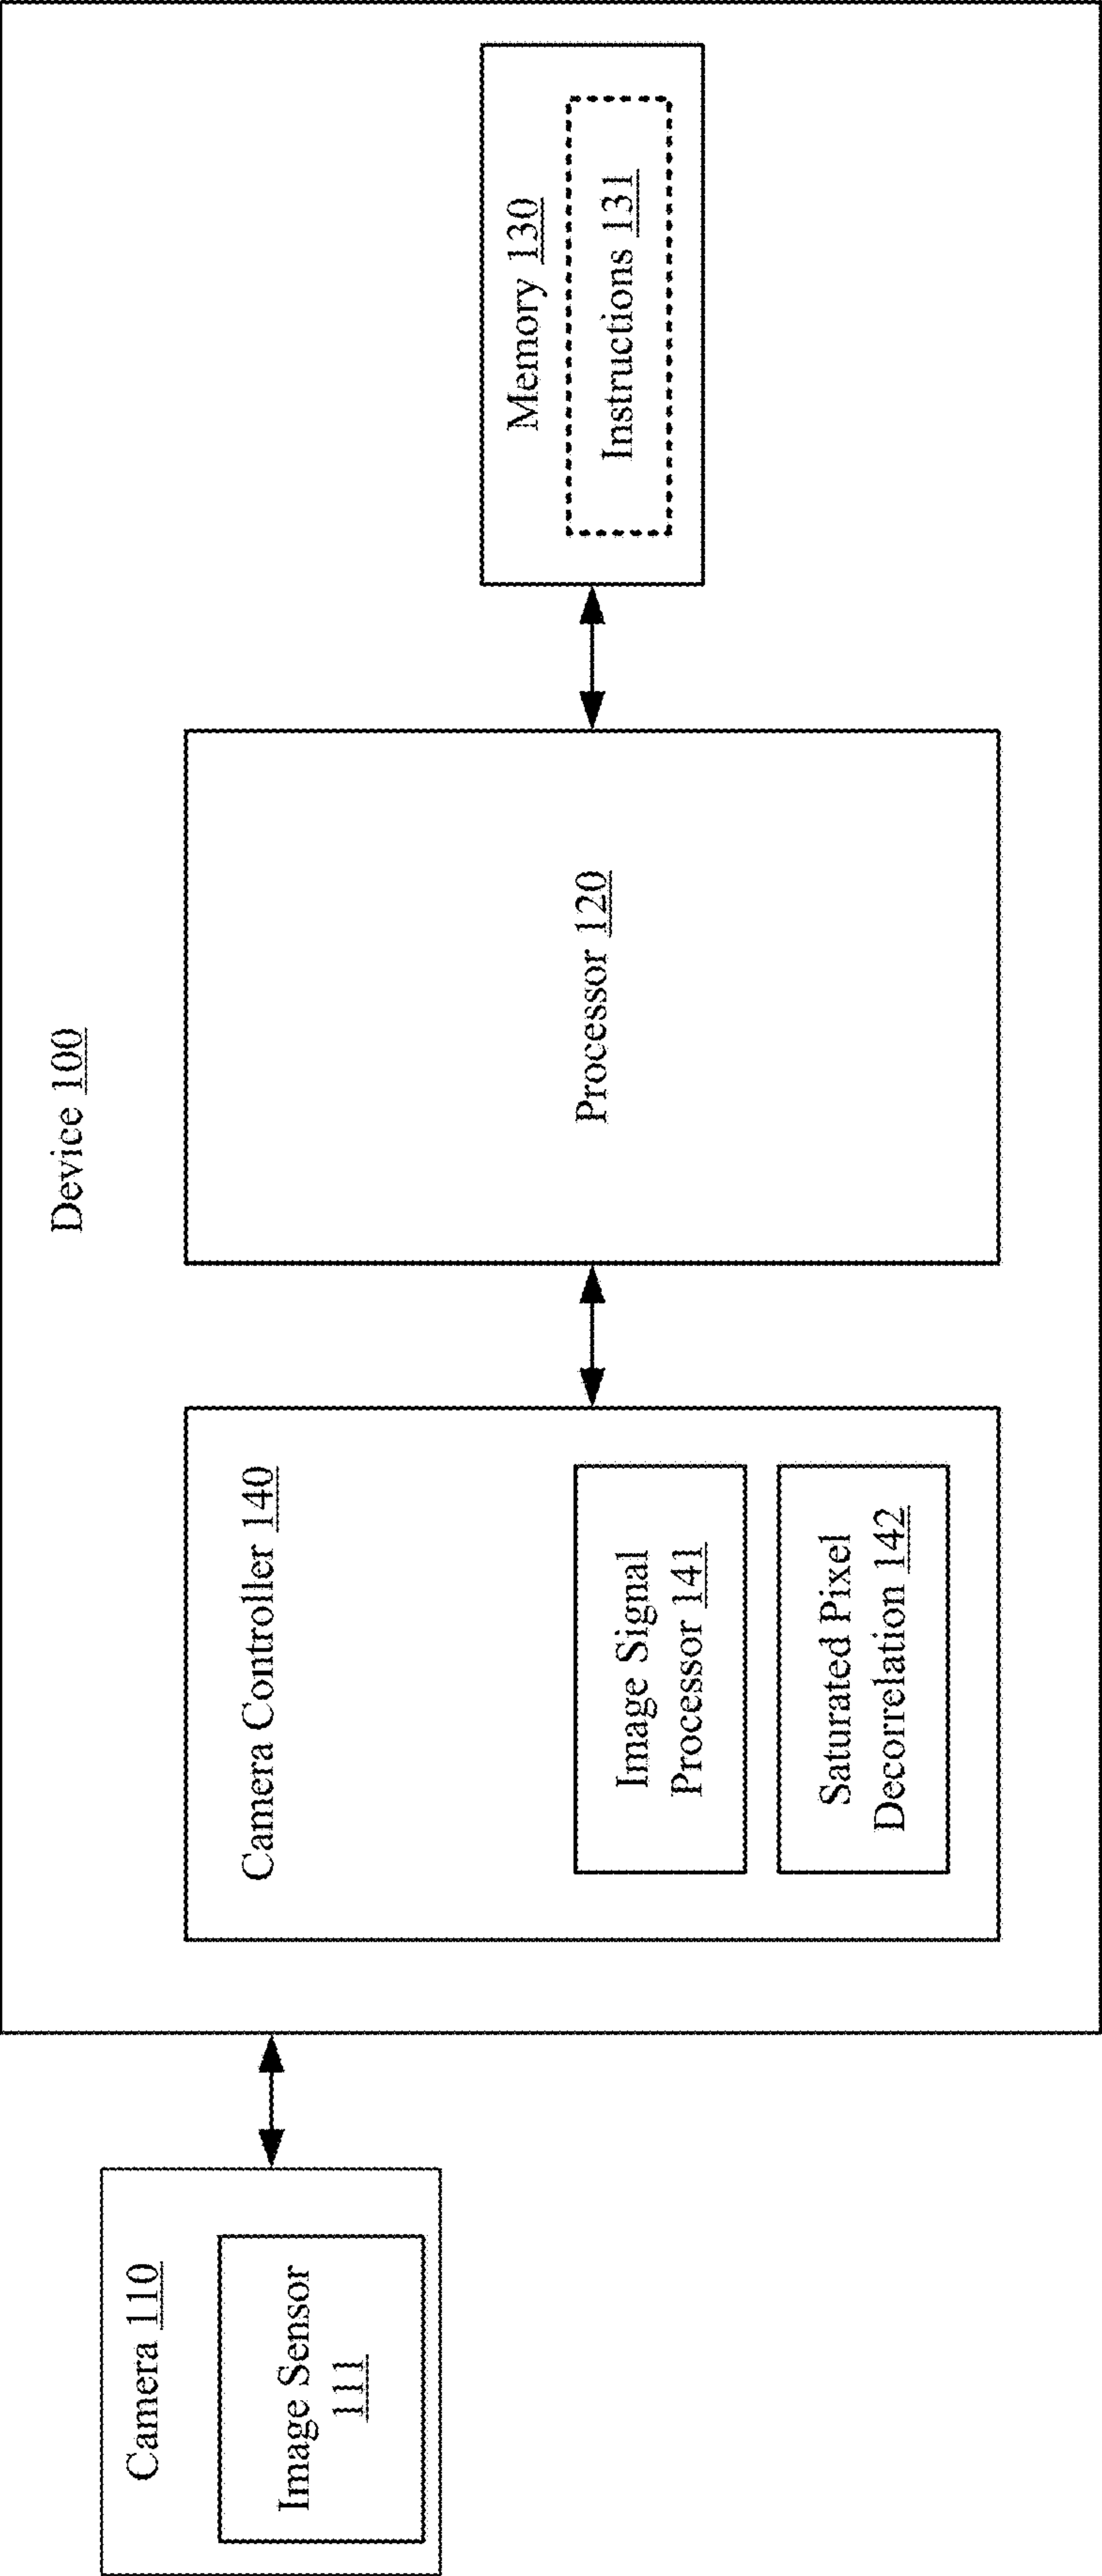 Device 100
Camera 110
Image Sensor
111
Camera Controller 140
Image Signal
Processor 141
Saturated Pixel
Decorrelation 142
Processor 120
Memory 130
Instructions 131